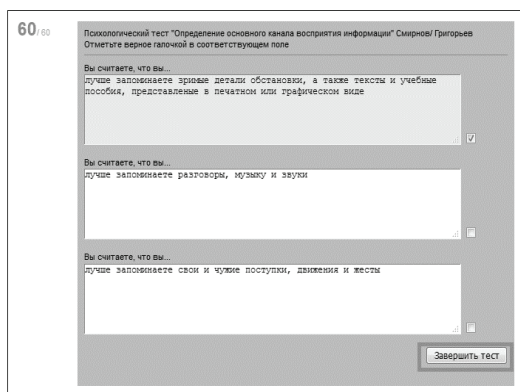 60 / 60
Психологический тест "Определение основного канала восприятия информации" Смирнов/ Григорьев
Отметьте верное галочкой в соответствующем поле
Вы считаете, что вы...
лучше запоминаете зримые детали обстановки, а также тексты и учебные
пособия, представленые в печатном или графическом виде
Вы считаете, что вы...
лучше запоминаете разговоры, музыку и звуки
Вы считаете, что вы...
лучше запоминаете свои и чужие поступки, движения и жесты
Завершить тест